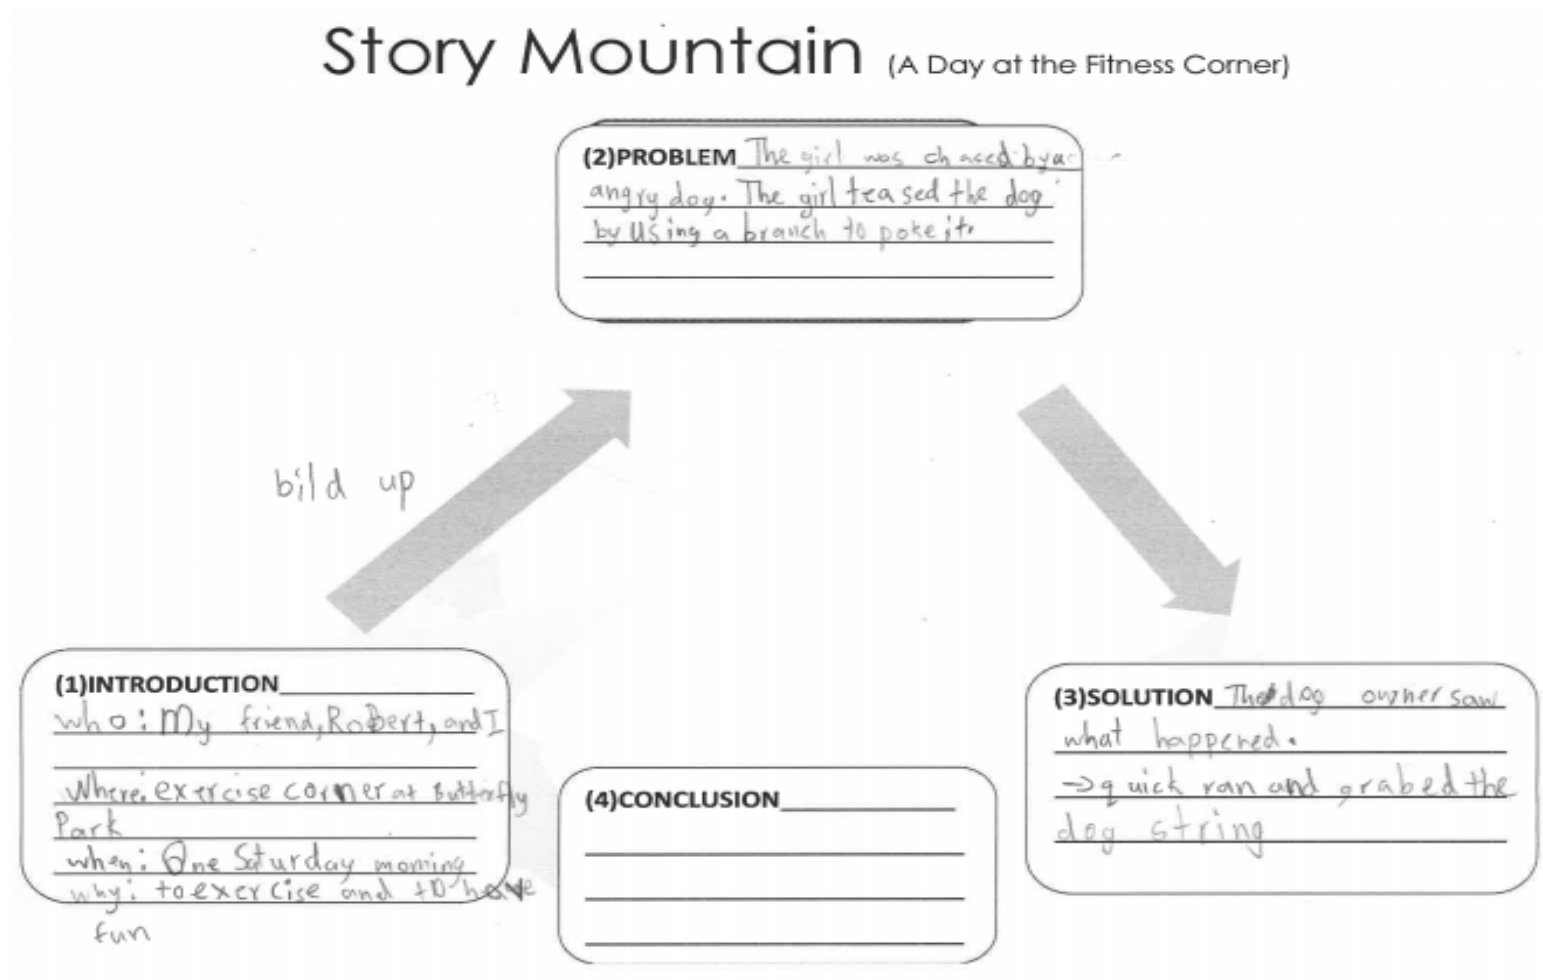 Story Mountain (A Day at the Fitness Corner)
(2)PROBLEM The girl was chased by a
angry dog. The girl teased the dog
by using a branch to poke it.
bild up
(1)INTRODUCTION
who: My friend, Robert, and I
Where: exercise corner at Butterfly
Park
when: One Saturday morning
why: to exercise and to have
fun
(3)SOLUTION The dog owner saw
what happened.
→quick ran and grabed the
dog string
(4)CONCLUSION